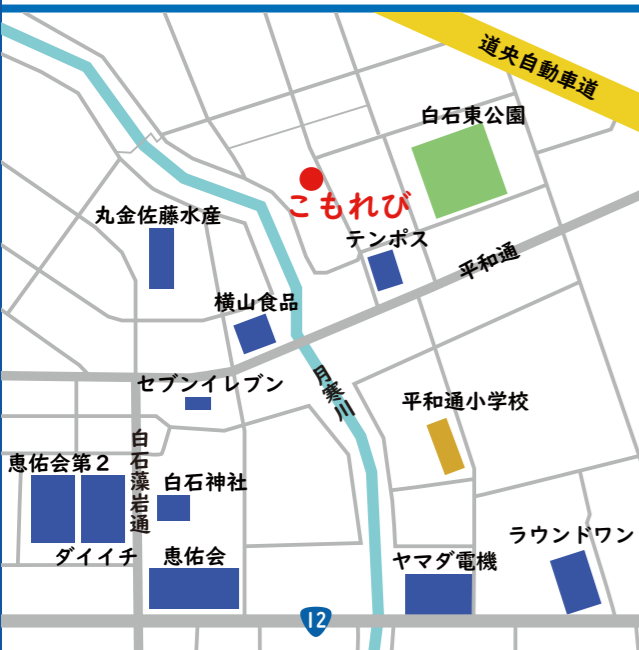 道央自動車道
白石東公園
こもれび
丸金佐藤水産
テンポス
平和通
横山食品
セブンイレブン
月寒川
平和通小学校
白石藻岩通
恵佑会第2
白石神社
ダイイチ
恵佑会
ヤマダ電機
ラウンドワン
12